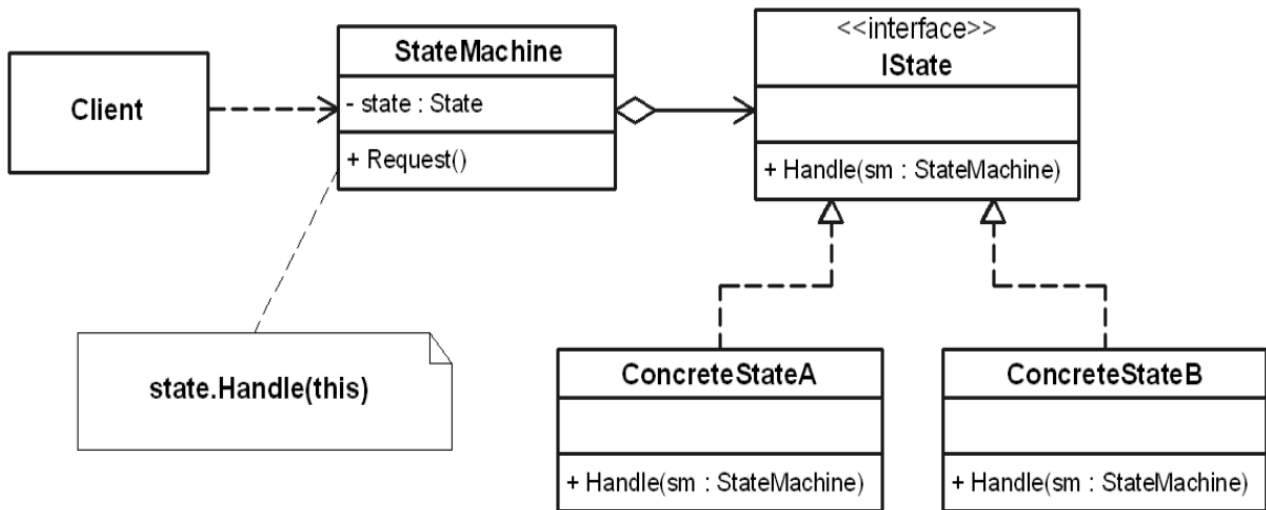 Client
StateMachine
- state : State
+ Request()
<<interface>>
IState
+ Handle(sm : StateMachine)
state.Handle(this)
ConcreteStateA
+ Handle(sm : StateMachine)
ConcreteStateB
+ Handle(sm : StateMachine)